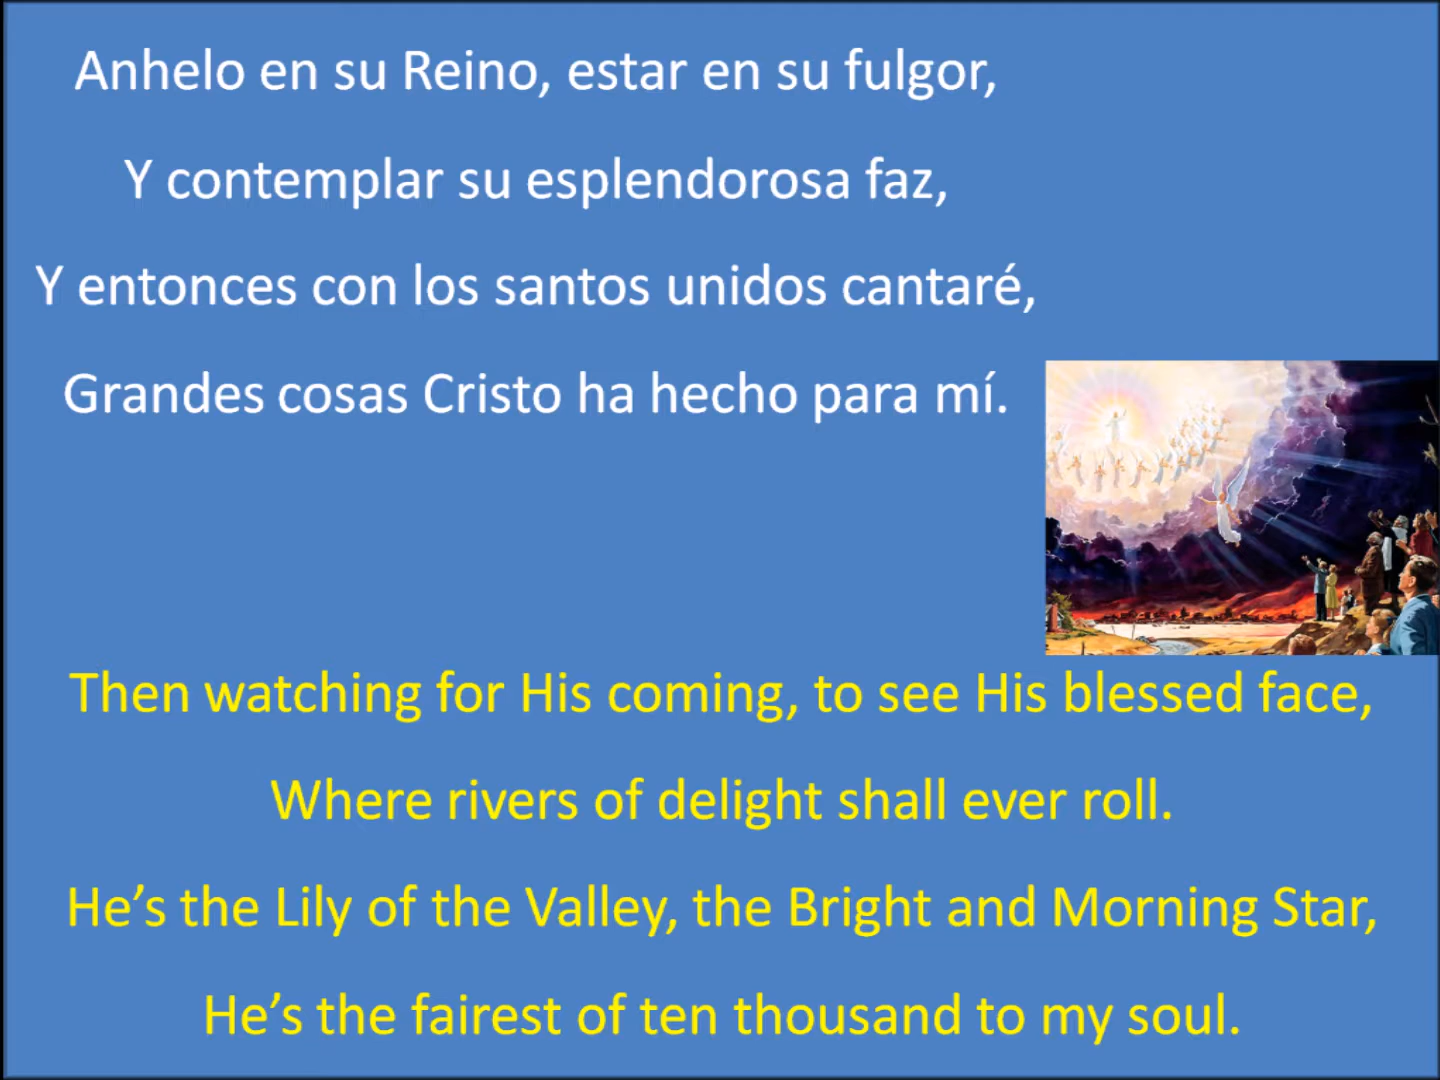 Anhelo en su Reino, estar en su fulgor,
Y contemplar su esplendorosa faz,
Y entonces con los santos unidos cantaré,
Grandes cosas Cristo ha hecho para mí.
Then watching for His coming, to see His blessed face,
Where rivers of delight shall ever roll.
He’s the Lily of the Valley, the Bright and Morning Star,
He’s the fairest of ten thousand to my soul.